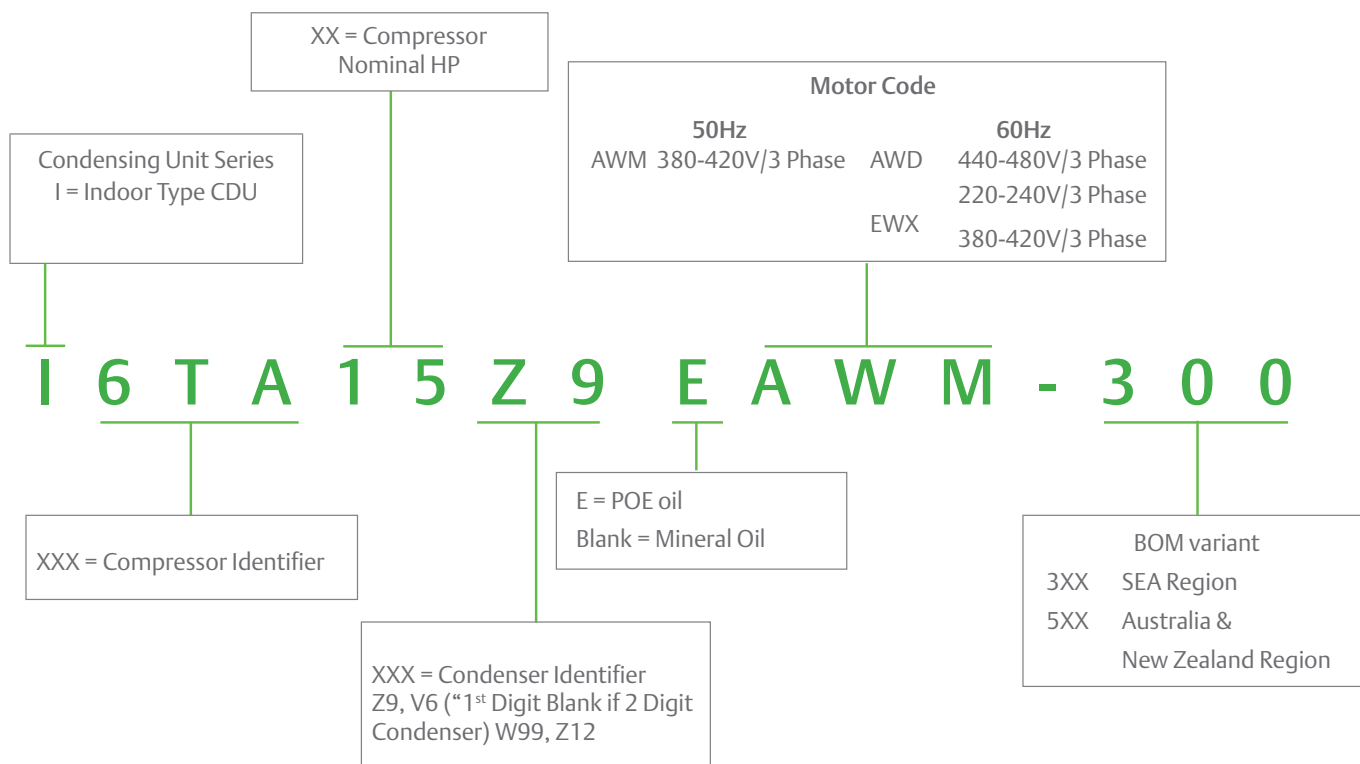 XX = Compressor
Nominal HP
Condensing Unit Series
I = Indoor Type CDU
Motor Code
50Hz 60Hz
AWM 380-420V/3 Phase AWD 440-480V/3 Phase
220-240V/3 Phase
EWX
380-420V/3 Phase
I 6 T A 1 5 Z 9 E A W M - 3 0 0
XXX = Compressor Identifier
E = POE oil
Blank = Mineral Oil
XXX = Condenser Identifier
Z9, V6 (“1st Digit Blank if 2 Digit
Condenser) W99, Z12
BOM variant
3XX SEA Region
5XX Australia &
New Zealand Region